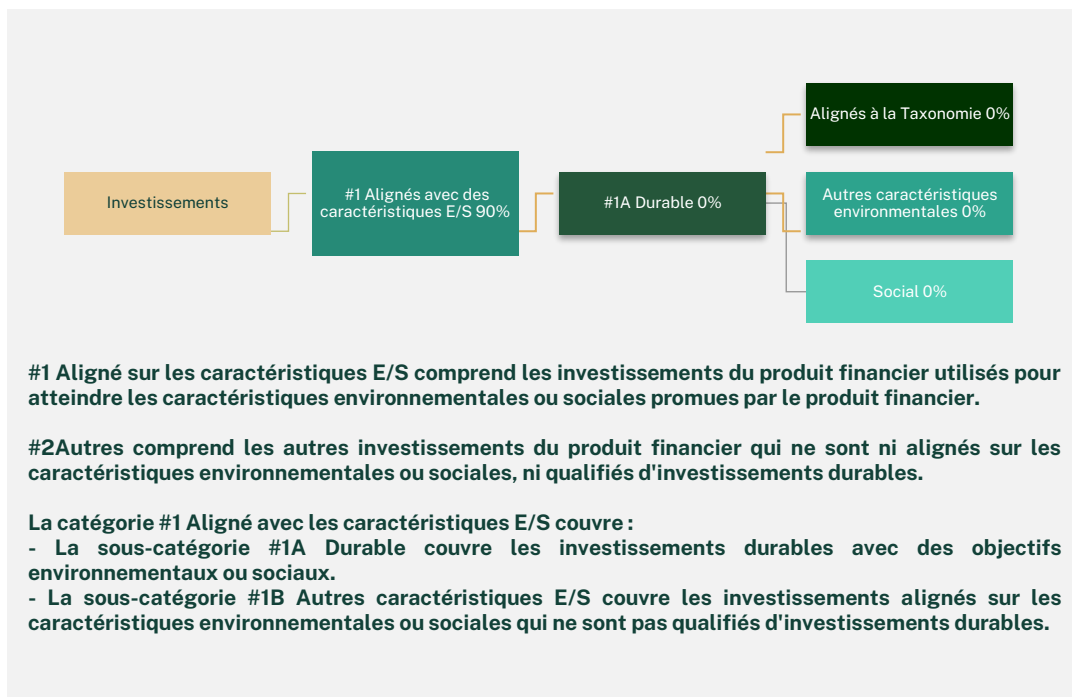 Alignés à la Taxonomie 0%
Investissements
#1 Alignés avec des
caractéristiques E/S 90%
#1A Durable 0%
Autres caractéristiques
environmentales 0%
Social 0%
#1 Aligné sur les caractéristiques E/S comprend les investissements du produit financier utilisés pour
atteindre les caractéristiques environnementales ou sociales promues par le produit financier.
#2Autres comprend les autres investissements du produit financier qui ne sont ni alignés sur les
caractéristiques environnementales ou sociales, ni qualifiés d'investissements durables.
La catégorie #1 Aligné avec les caractéristiques E/S couvre :
- La sous-catégorie #1A Durable couvre les investissements durables avec des objectifs
environnementaux ou sociaux.
- La sous-catégorie #1B Autres caractéristiques E/S couvre les investissements alignés sur les
caractéristiques environnementales ou sociales qui ne sont pas qualifiés d'investissements durables.